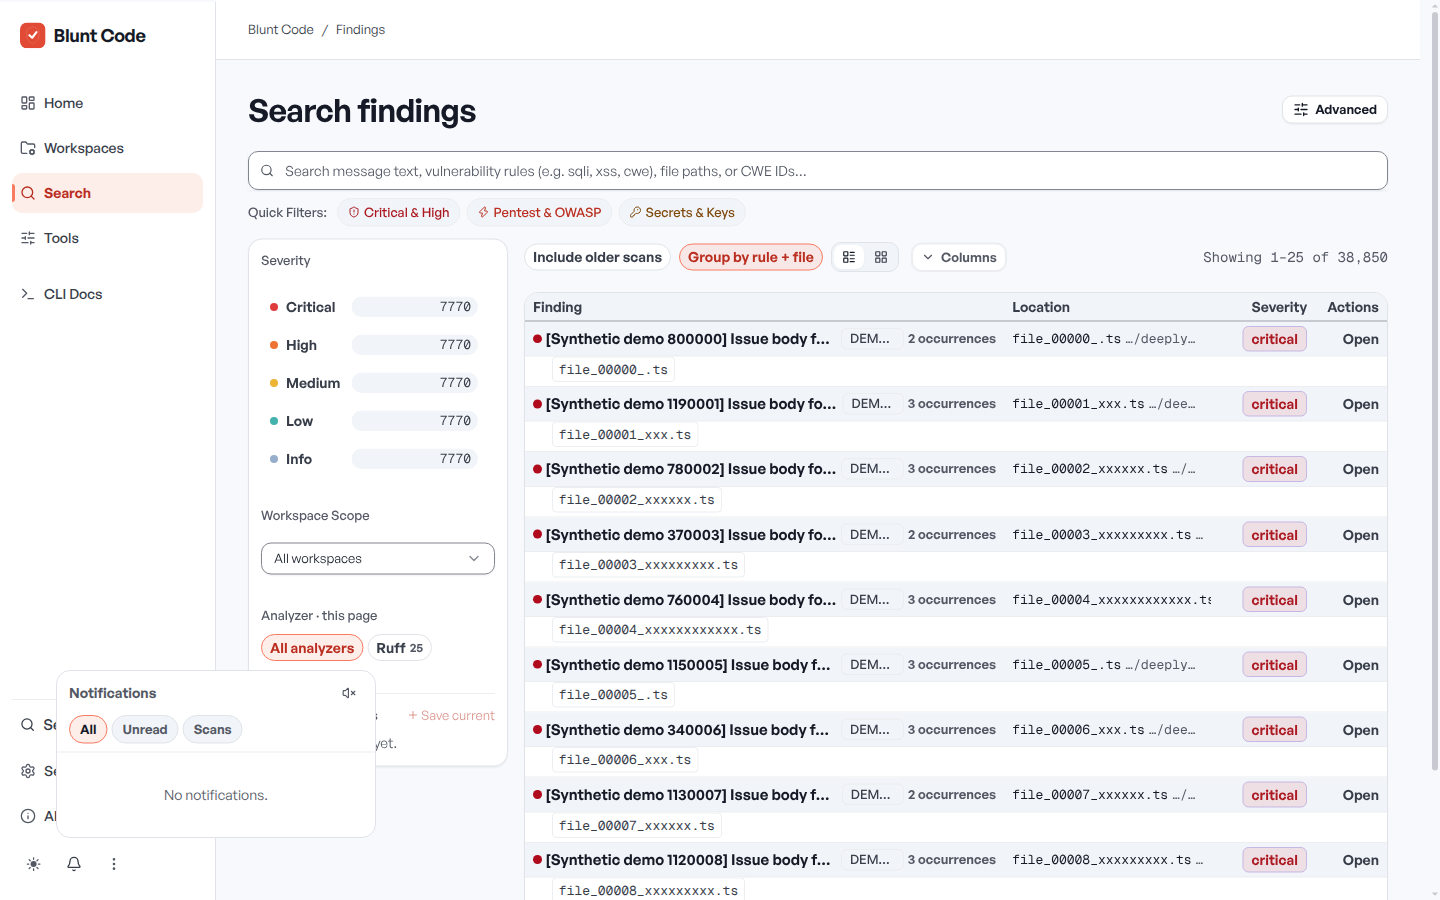 Blunt Code
Home
Workspaces
Search
Tools
CLI Docs
Blunt Code / Findings
Search findings
Advanced
Search message text, vulnerability rules (e.g. sqli, xss, cwe), file paths, or CWE IDs...
Quick Filters: Critical & High Pentest & OWASP Secrets & Keys
Severity
Critical 7770
High 7770
Medium 7770
Low 7770
Info 7770
Workspace Scope
All workspaces
Analyzer · this page
All analyzers Ruff 25
+ Save current
yet.
Include older scans Group by rule + file Columns Showing 1–25 of 38,850
Finding Location Severity Actions
[Synthetic demo 800000] Issue body f... DEM... 2 occurrences file_00000_.ts …/deeply… critical Open
file_00000_.ts
[Synthetic demo 1190001] Issue body fo... DEM... 3 occurrences file_00001_xxx.ts …/dee… critical Open
file_00001_xxx.ts
[Synthetic demo 780002] Issue body fo... DEM... 3 occurrences file_00002_xxxxxx.ts …/… critical Open
file_00002_xxxxxx.ts
[Synthetic demo 370003] Issue body fo... DEM... 2 occurrences file_00003_xxxxxxxxx.ts … critical Open
file_00003_xxxxxxxxx.ts
[Synthetic demo 760004] Issue body fo... DEM... 3 occurrences file_00004_xxxxxxxxxxxx.ts critical Open
file_00004_xxxxxxxxxxxx.ts
[Synthetic demo 1150005] Issue body f... DEM... 3 occurrences file_00005_.ts …/deeply… critical Open
file_00005_.ts
[Synthetic demo 340006] Issue body f... DEM... 3 occurrences file_00006_xxx.ts …/dee… critical Open
file_00006_xxx.ts
[Synthetic demo 1130007] Issue body f... DEM... 2 occurrences file_00007_xxxxxx.ts …/… critical Open
file_00007_xxxxxx.ts
[Synthetic demo 1120008] Issue body f... DEM... 3 occurrences file_00008_xxxxxxxxx.ts … critical Open
file_00008_xxxxxxxxx.ts
Notifications
All Unread Scans
No notifications.